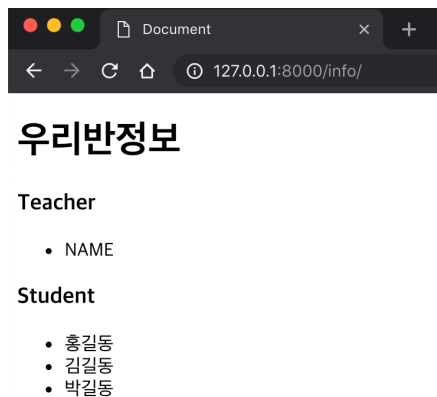 Document
127.0.0.1:8000/info/
우리반정보
Teacher
NAME
Student
홍길동
김길동
박길동